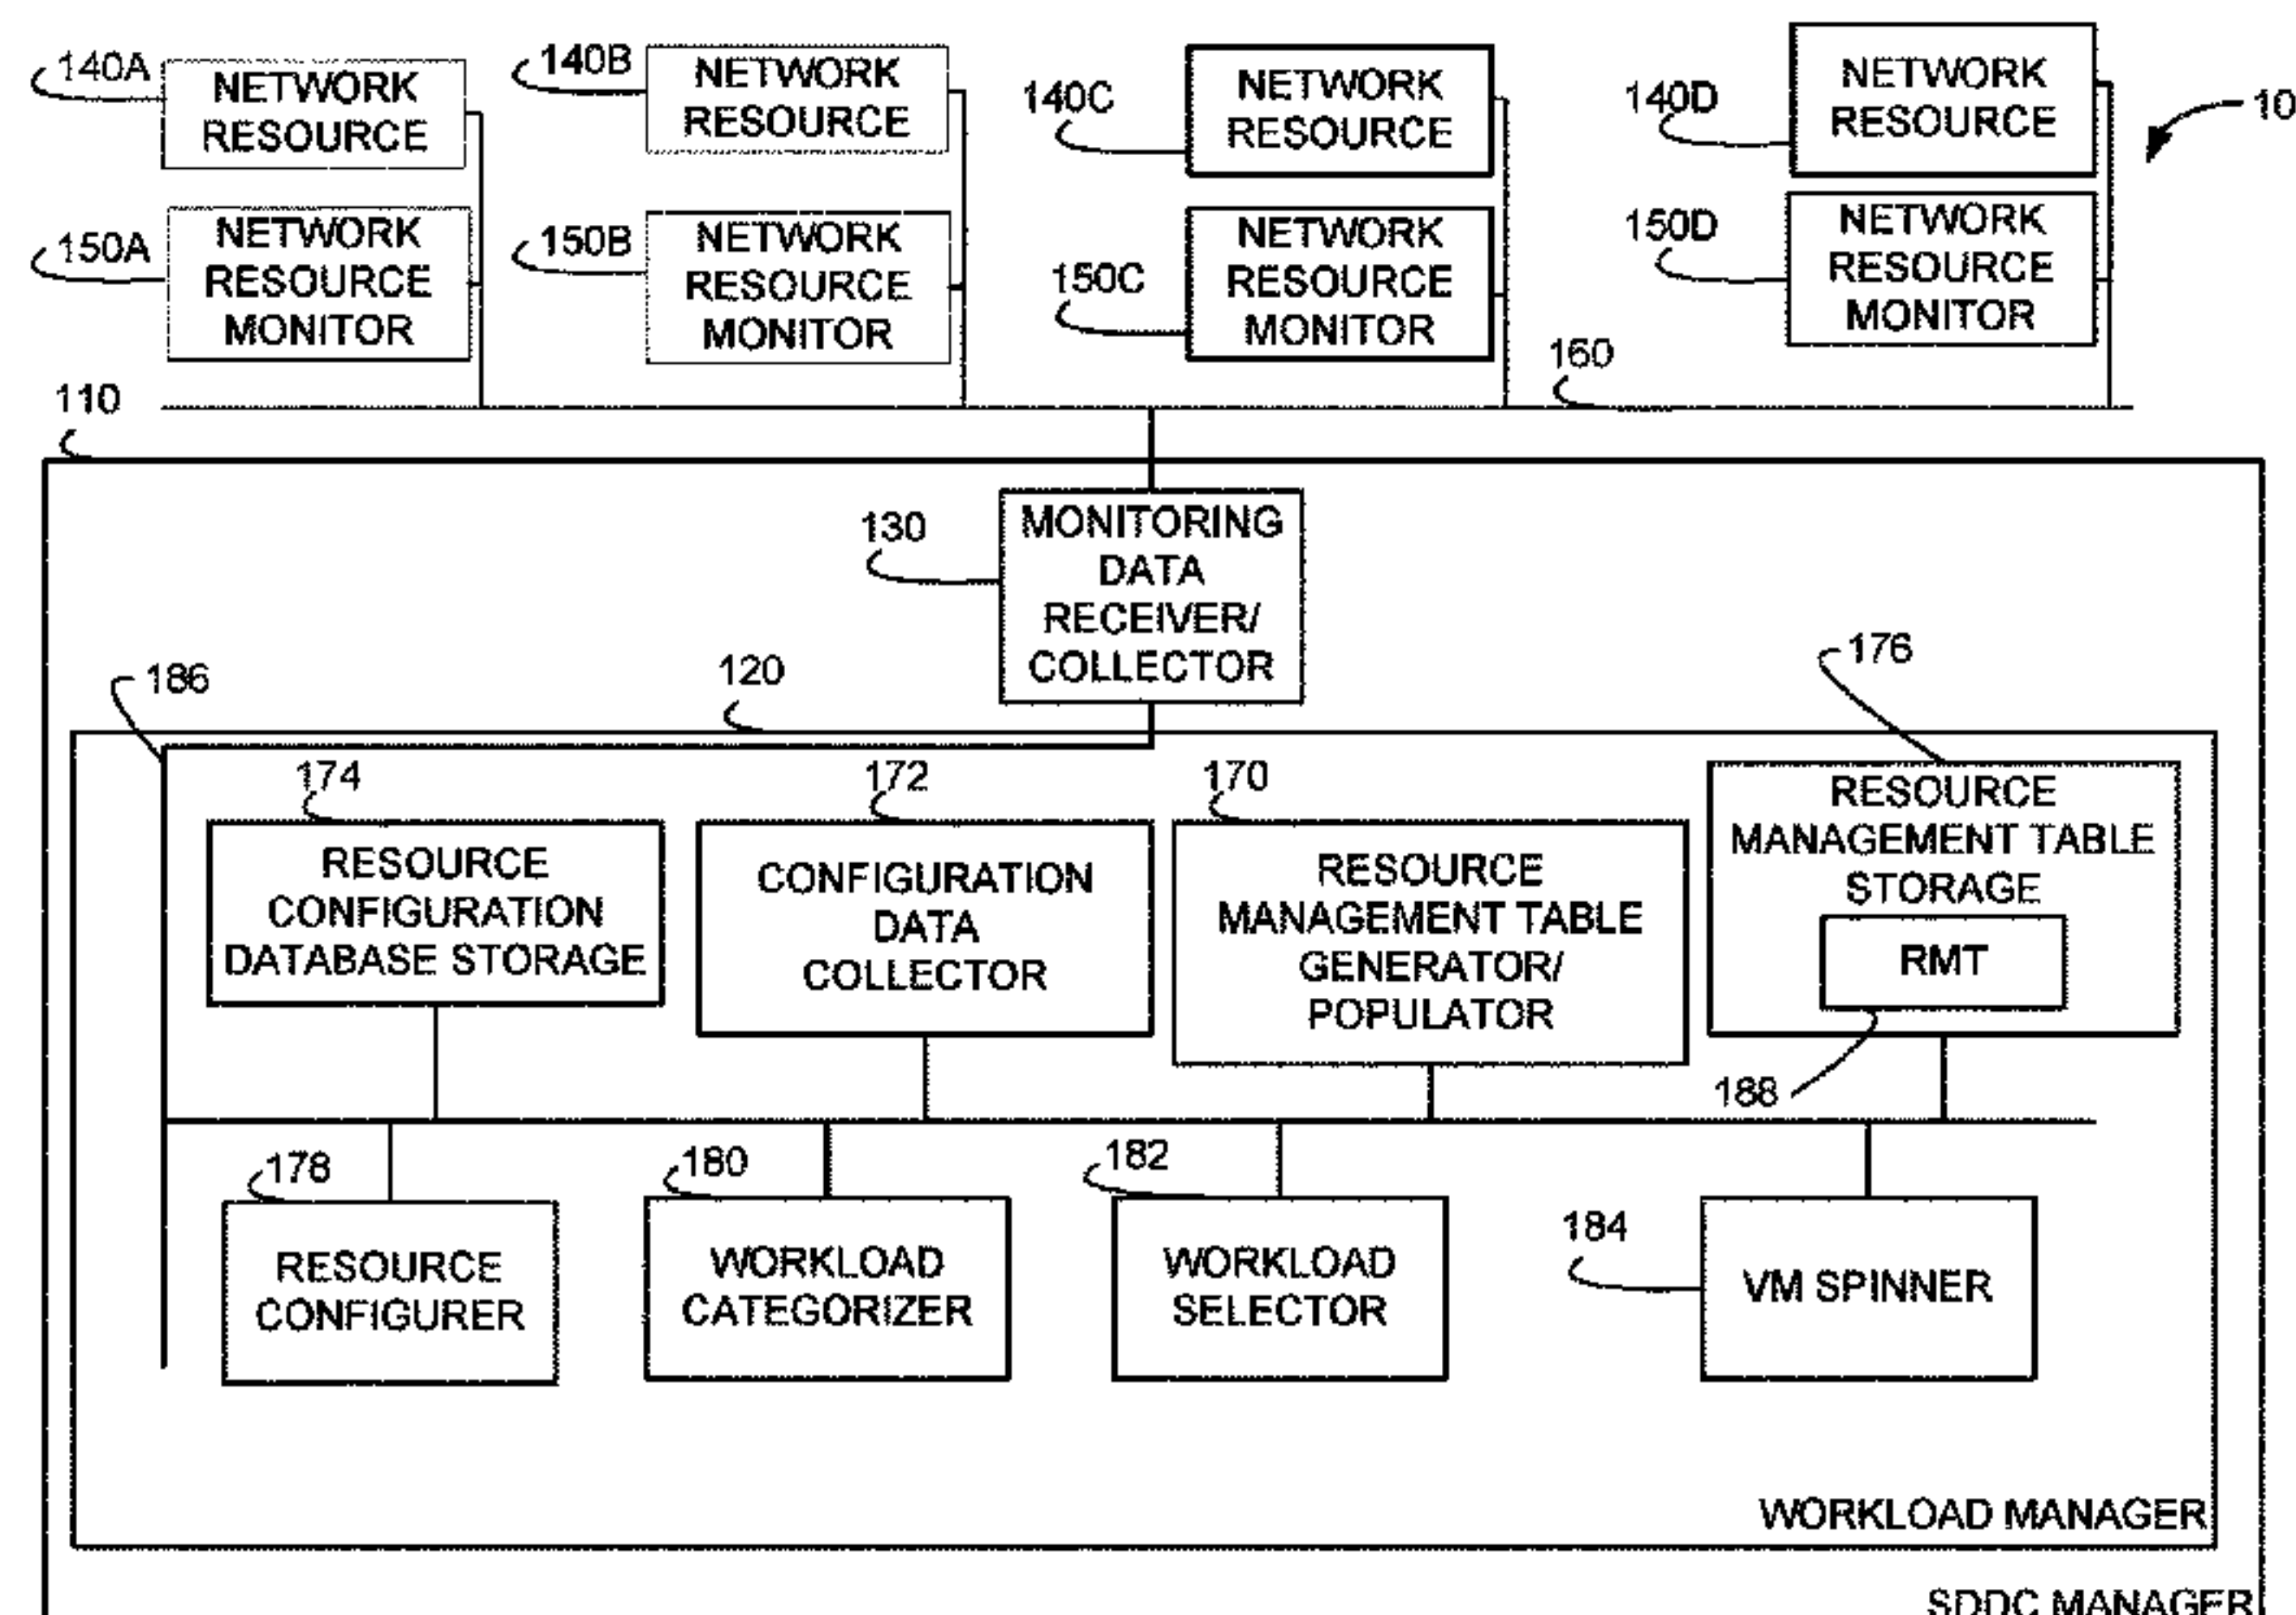 140A
NETWORK
RESOURCE
140B
NETWORK
RESOURCE
140C
NETWORK
RESOURCE
140D
NETWORK
RESOURCE
10
150A
NETWORK
RESOURCE
MONITOR
150B
NETWORK
RESOURCE
MONITOR
150C
NETWORK
RESOURCE
MONITOR
150D
NETWORK
RESOURCE
MONITOR
160
110
130
MONITORING
DATA
RECEIVER/
COLLECTOR
186
120
176
174
RESOURCE
CONFIGURATION
DATABASE STORAGE
172
CONFIGURATION
DATA
COLLECTOR
170
RESOURCE
MANAGEMENT TABLE
GENERATOR/
POPULATOR
RESOURCE
MANAGEMENT TABLE
STORAGE
RMT
188
178
RESOURCE
CONFIGURER
180
WORKLOAD
CATEGORIZER
182
WORKLOAD
SELECTOR
184
VM SPINNER
WORKLOAD MANAGER
SDDC MANAGER